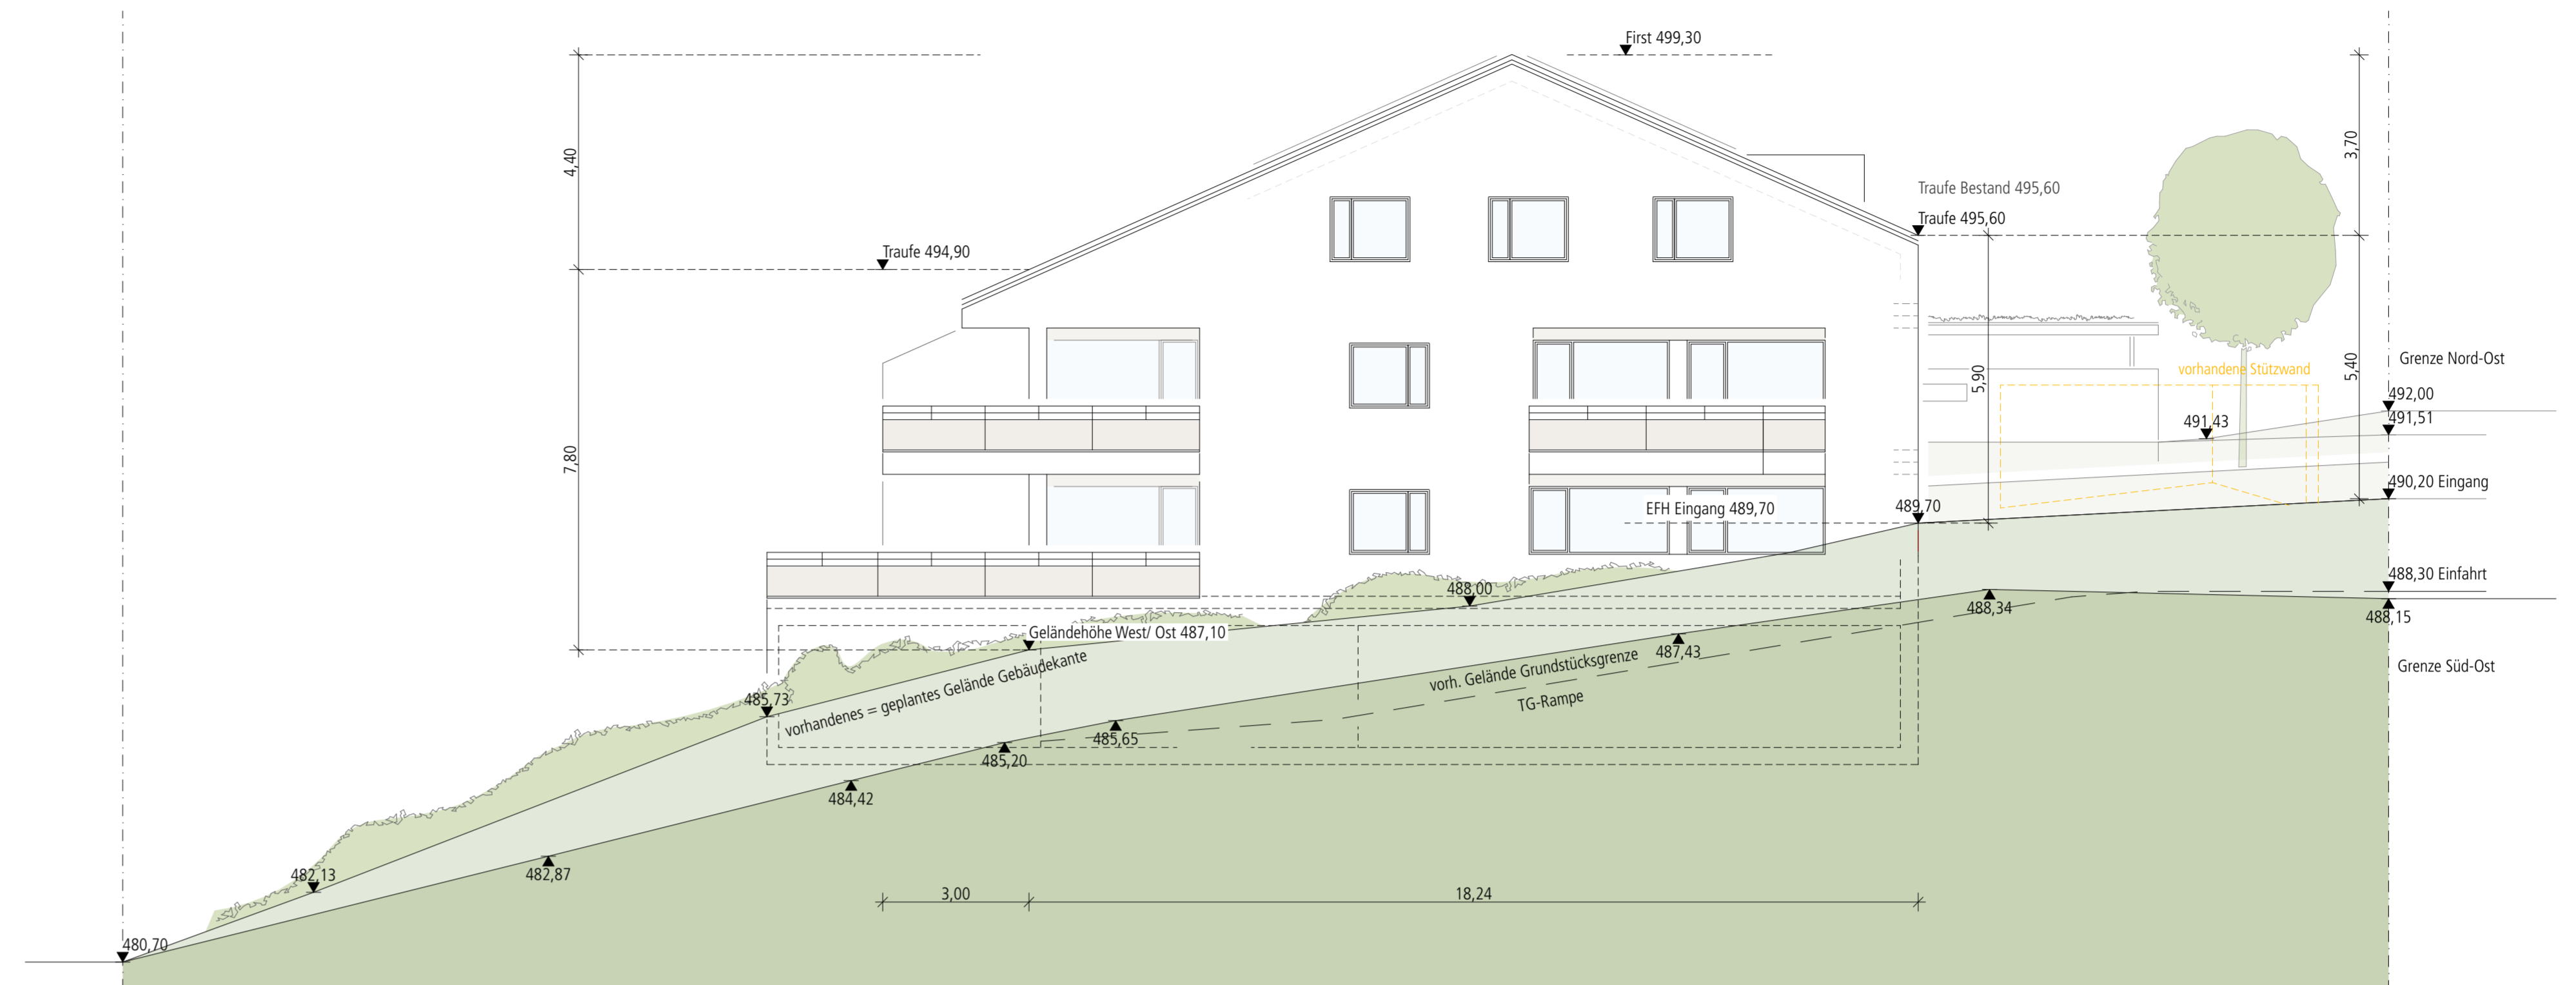 First 499,30
4,40
3,70
Traufe Bestand 495,60
Traufe 495,60
Traufe 494,90
Grenze Nord-Ost
vorhandene Stützwand
5,90
5,40
492,00
491,51
491,43
7,80
490,20 Eingang
EFH Eingang 489,70
489,70
488,30 Einfahrt
488,00
488,34
488,15
Geländehöhe West/ Ost 487,10
487,43
Grenze Süd-Ost
vorhandenes = geplantes Gelände Gebäudekante
vorh. Gelände Grundstücksgrenze
TG-Rampe
485,73
485,65
485,20
484,42
482,13
482,87
3,00
18,24
480,70